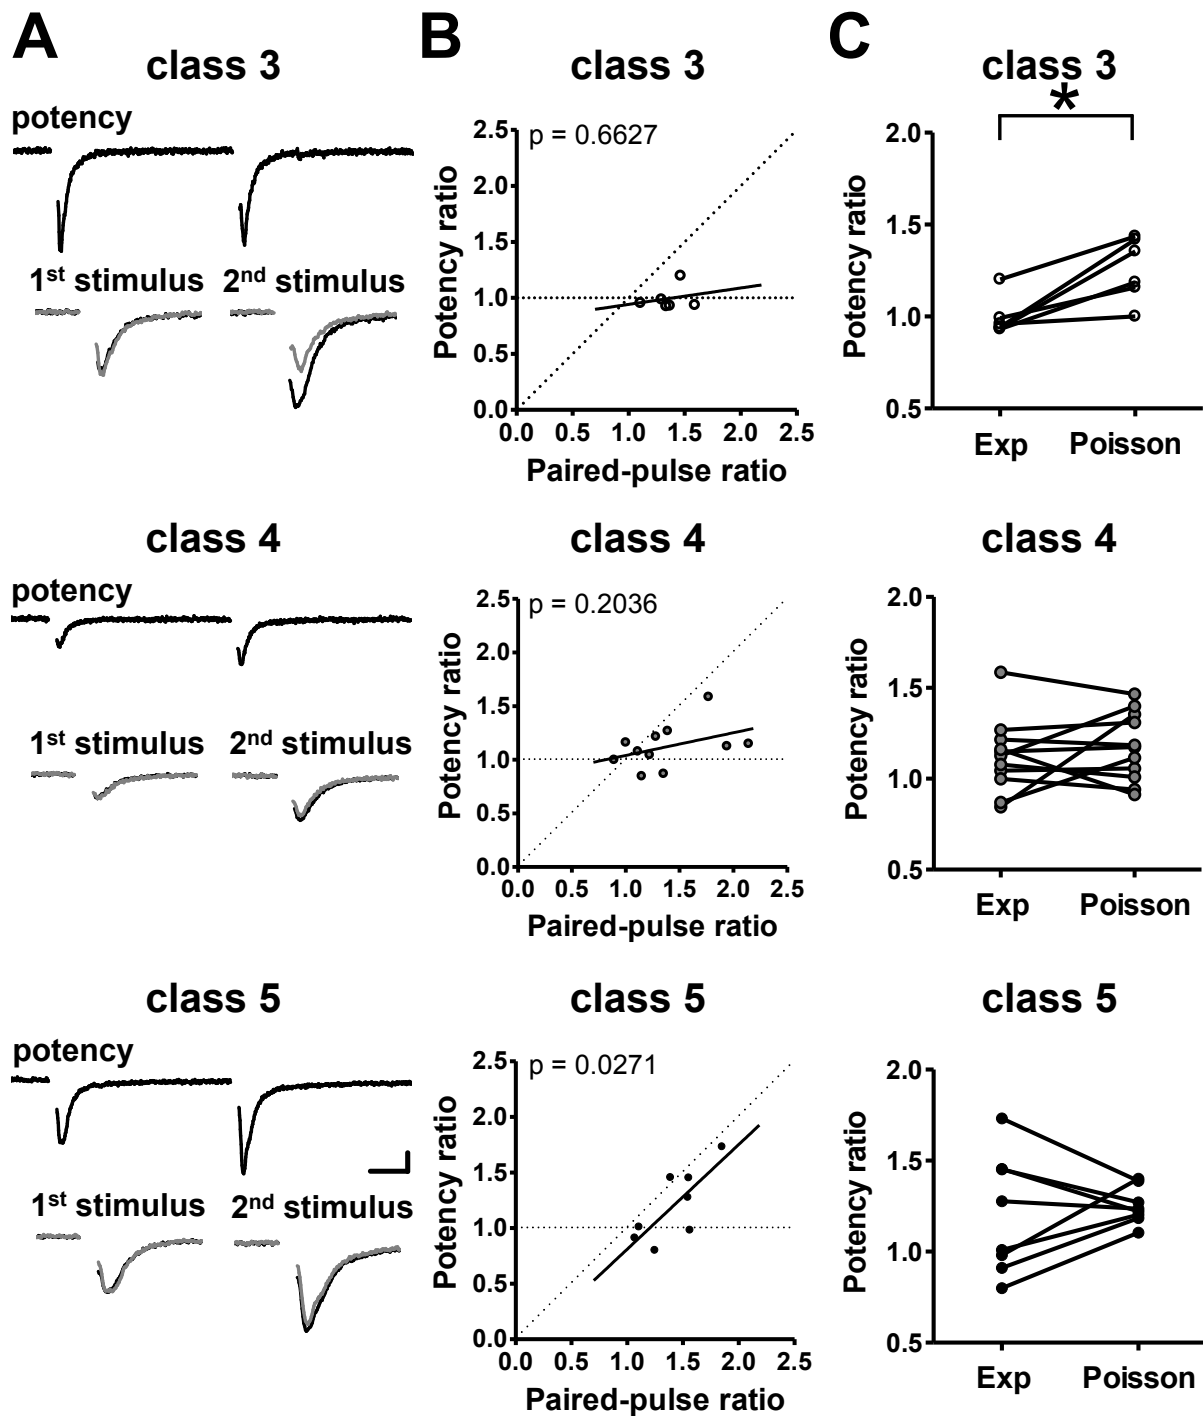 A
B
C
class 3
potency
1st stimulus
2nd stimulus
class 3
p = 0.6627
Potency ratio
2.5
2.0
1.5
1.0
0.5
0.0
0.0 0.5 1.0 1.5 2.0 2.5
Paired-pulse ratio
class 3
*
Potency ratio
2.0
1.5
1.0
0.5
Exp Poisson
class 4
potency
1st stimulus
2nd stimulus
class 4
p = 0.2036
Potency ratio
2.5
2.0
1.5
1.0
0.5
0.0
0.0 0.5 1.0 1.5 2.0 2.5
Paired-pulse ratio
class 4
Potency ratio
2.0
1.5
1.0
0.5
Exp Poisson
class 5
potency
1st stimulus
2nd stimulus
class 5
p = 0.0271
Potency ratio
2.5
2.0
1.5
1.0
0.5
0.0
0.0 0.5 1.0 1.5 2.0 2.5
Paired-pulse ratio
class 5
Potency ratio
2.0
1.5
1.0
0.5
Exp Poisson